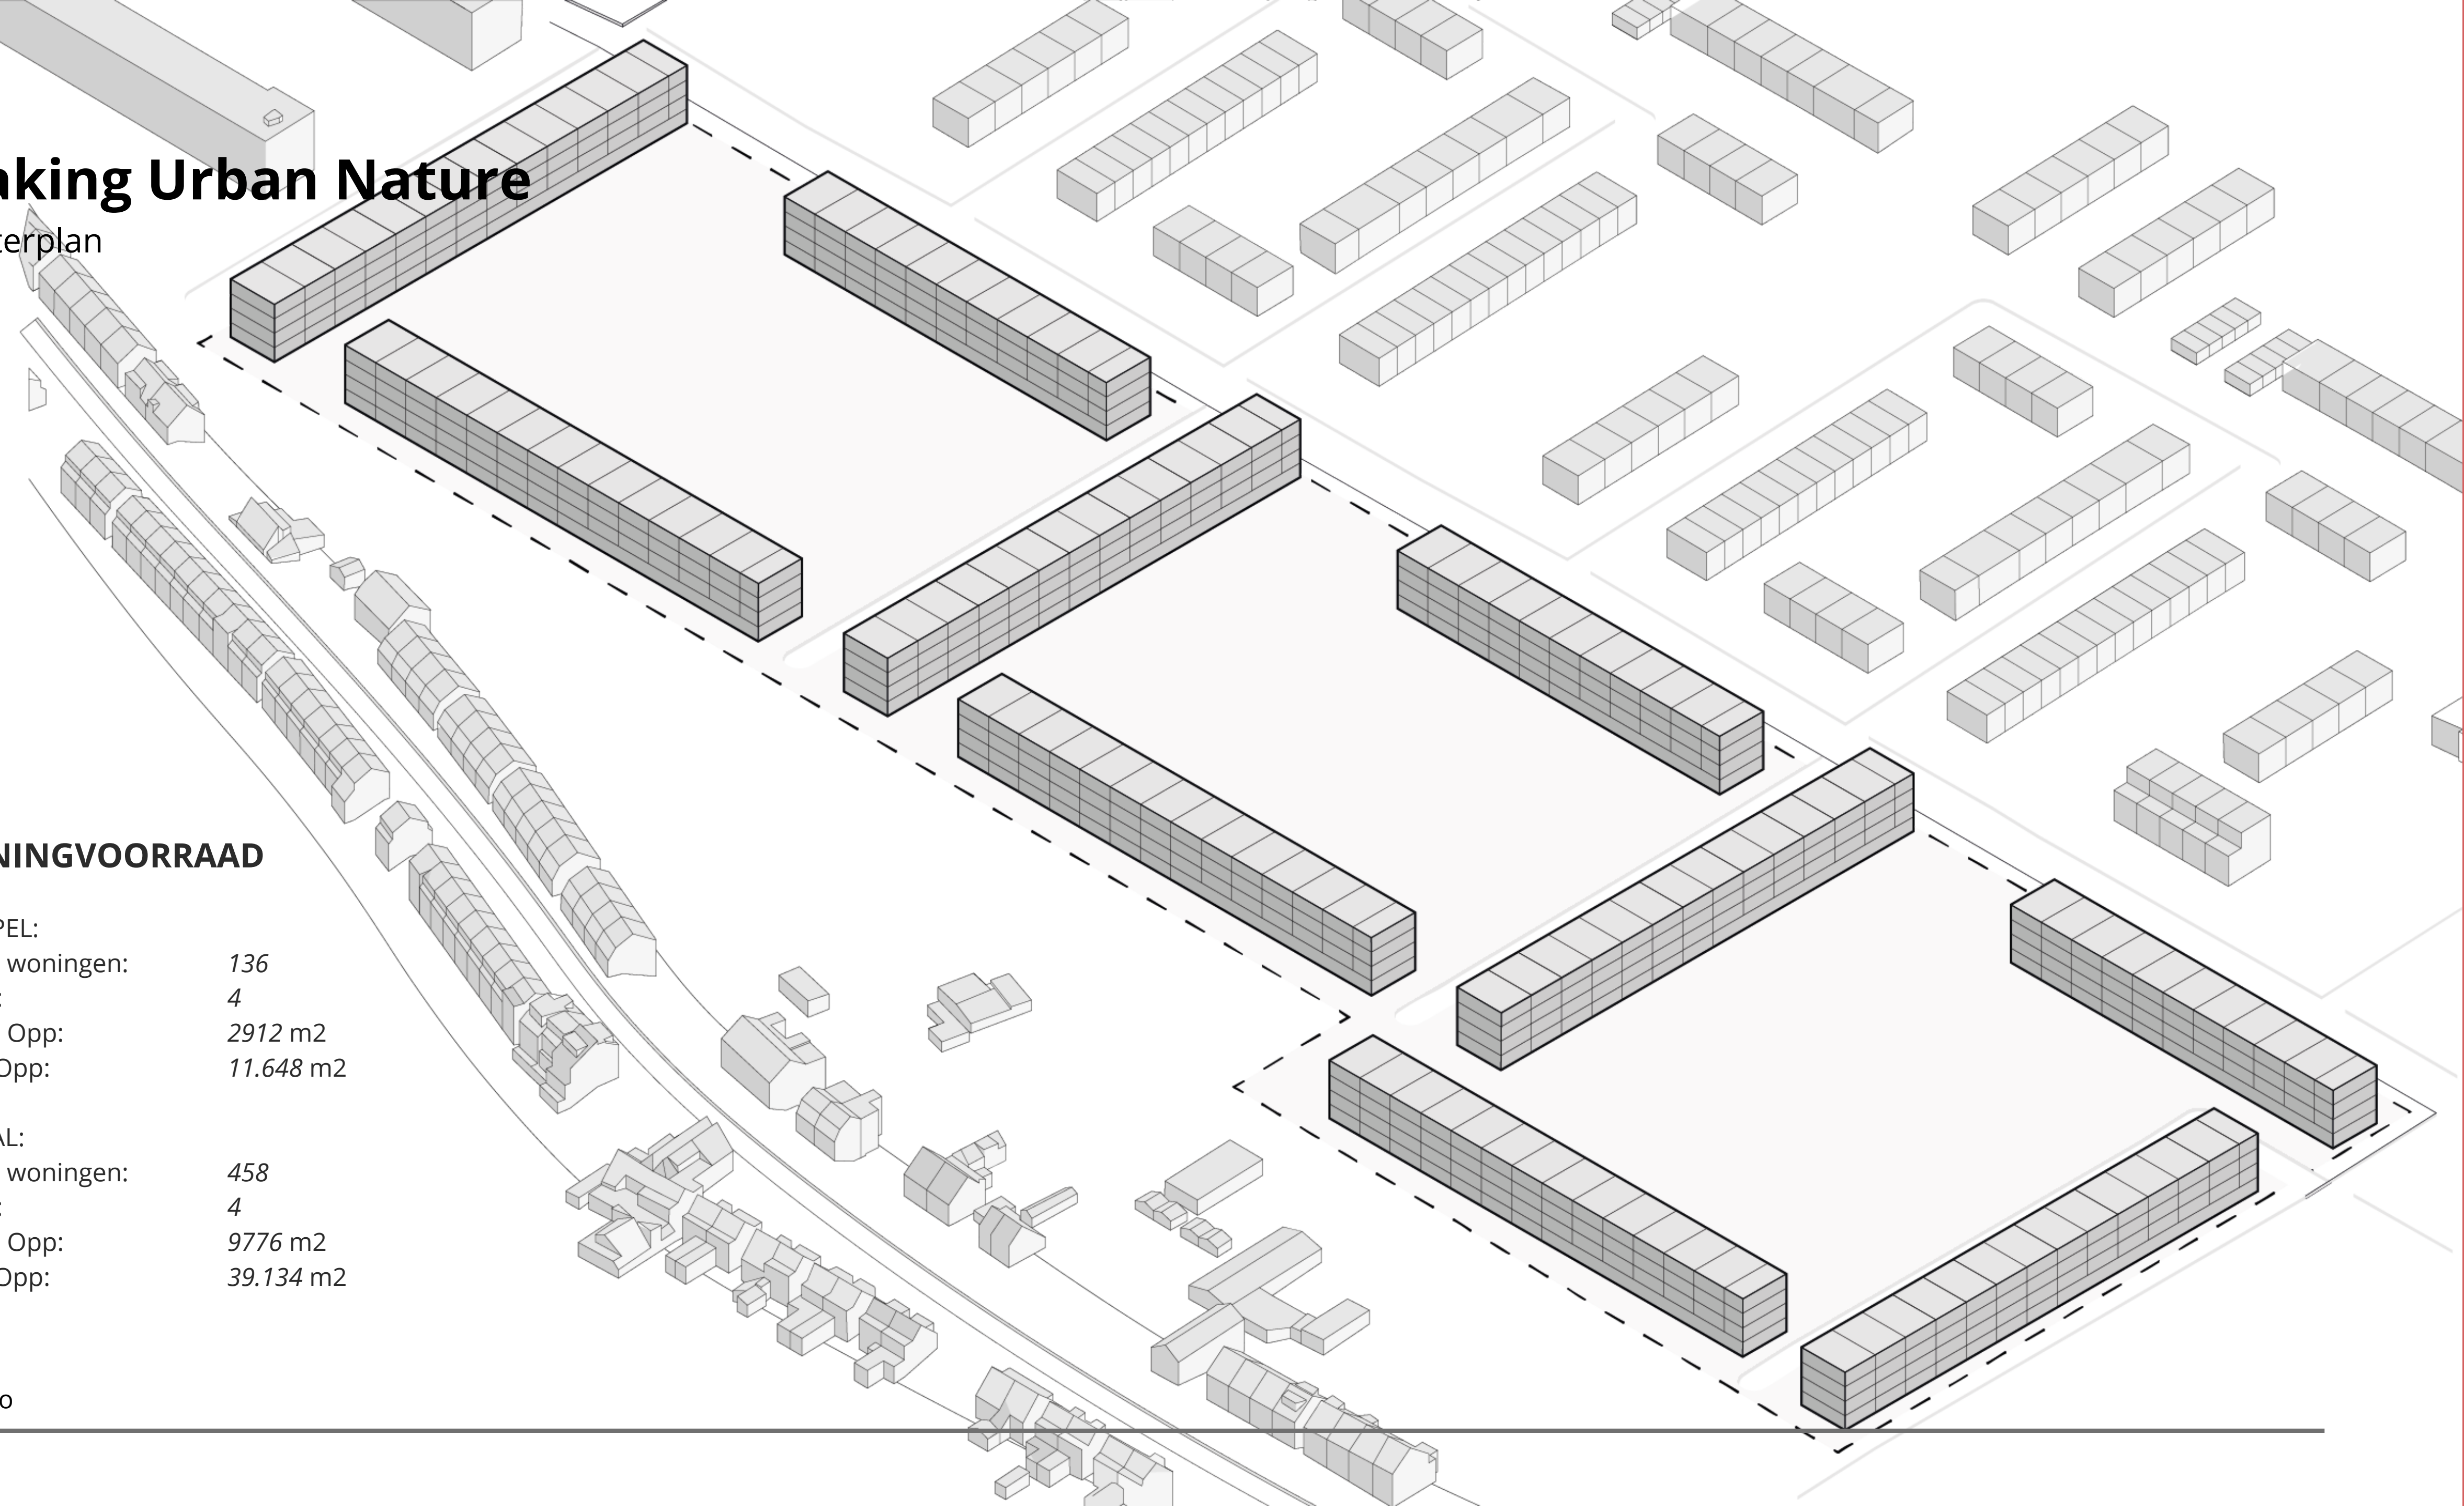 aking Urban Nature
terplan
NINGVOORRAAD
PEL:
woningen: 136
: 4
Opp: 2912 m2
Opp: 11.648 m2
AL:
woningen: 458
: 4
Opp: 9776 m2
Opp: 39.134 m2
o